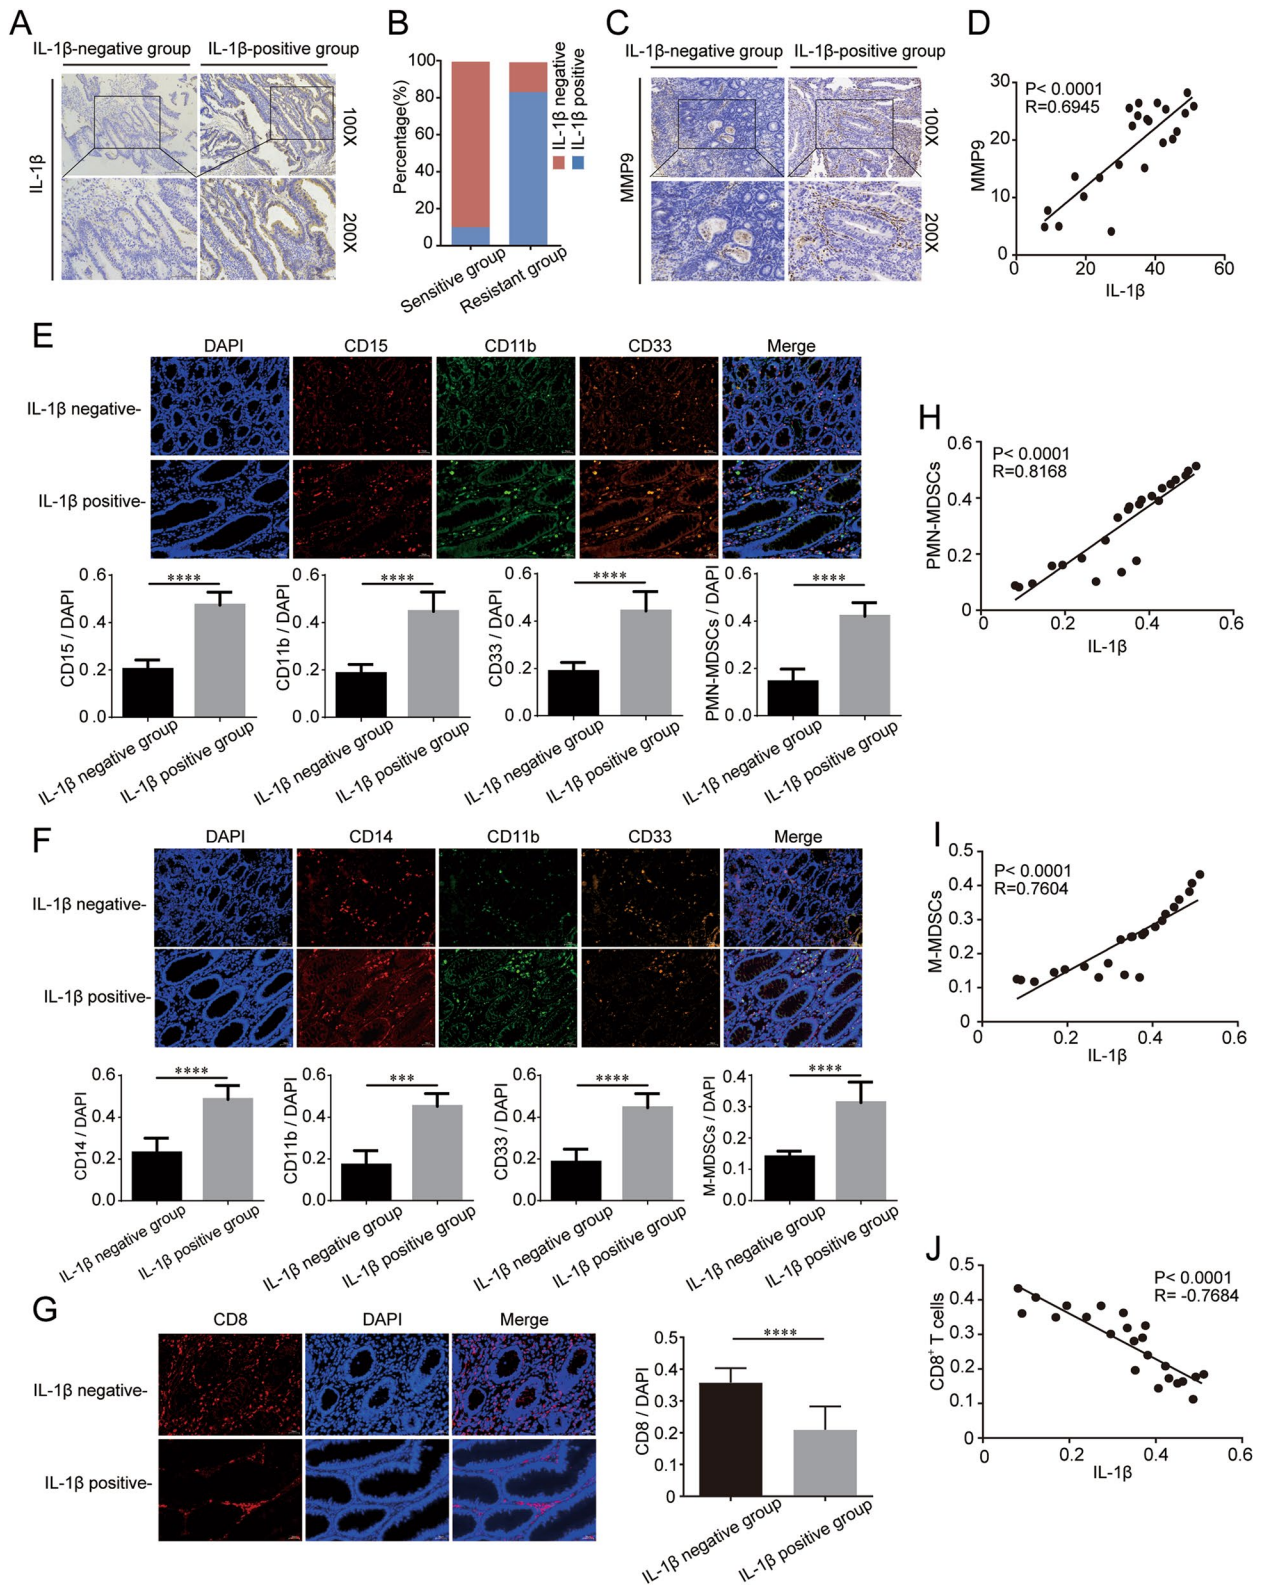 A
IL-1β-negative group
IL-1β-positive group
IL-1β
100X
200X
B
100
80
60
40
20
0
Percentage(%)
Sensitive group
Resistant group
IL-1β negative
IL-1β positive
C
IL-1β-negative group
IL-1β-positive group
MMP9
100X
200X
D
30
20
10
0
MMP9
P< 0.0001
R=0.6945
0
20
40
60
IL-1β
E
DAPI
CD15
CD11b
CD33
Merge
IL-1β negative-
IL-1β positive-
0.6
0.4
0.2
0.0
CD15 / DAPI
****
IL-1β negative group
IL-1β positive group
0.6
0.4
0.2
0.0
CD11b / DAPI
****
IL-1β negative group
IL-1β positive group
0.6
0.4
0.2
0.0
CD33 / DAPI
****
IL-1β negative group
IL-1β positive group
0.6
0.4
0.2
0.0
PMN-MDSCs / DAPI
****
IL-1β negative group
IL-1β positive group
H
0.6
0.4
0.2
0
PMN-MDSCs
P< 0.0001
R=0.8168
0
0.2
0.4
0.6
IL-1β
F
DAPI
CD14
CD11b
CD33
Merge
IL-1β negative-
IL-1β positive-
0.6
0.4
0.2
0.0
CD14 / DAPI
****
IL-1β negative group
IL-1β positive group
0.6
0.4
0.2
0.0
CD11b / DAPI
***
IL-1β negative group
IL-1β positive group
0.6
0.4
0.2
0.0
CD33 / DAPI
****
IL-1β negative group
IL-1β positive group
0.4
0.3
0.2
0.1
0.0
M-MDSCs / DAPI
****
IL-1β negative group
IL-1β positive group
I
0.5
0.4
0.3
0.2
0.1
0
M-MDSCs
P< 0.0001
R=0.7604
0
0.2
0.4
0.6
IL-1β
G
CD8
DAPI
Merge
IL-1β negative-
IL-1β positive-
0.5
0.4
0.3
0.2
0.1
0
CD8 / DAPI
****
IL-1β negative group
IL-1β positive group
J
0.5
0.4
0.3
0.2
0.1
0
CD8⁺ T cells
P< 0.0001
R= -0.7684
0
0.2
0.4
0.6
IL-1β